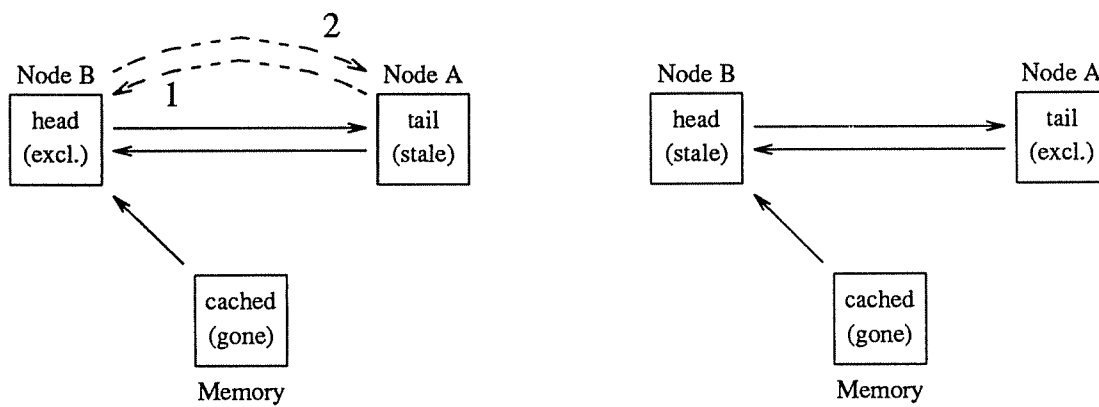 2
Node B
Node A
1
head
(excl.)
tail
(stale)
cached
(gone)
Memory
Node B
Node A
head
(stale)
tail
(excl.)
cached
(gone)
Memory